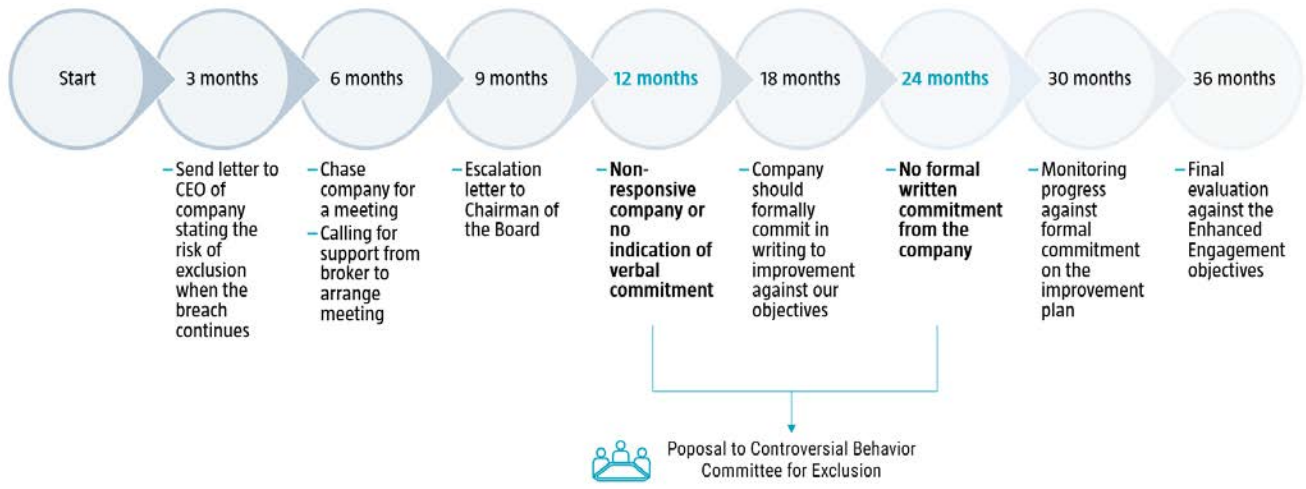 Start
3 months
6 months
9 months
12 months
18 months
24 months
30 months
36 months
– Send letter to
CEO of
company
stating the
risk of
exclusion
when the
breach
continues
– Chase
company for
a meeting
– Calling for
support from
broker to
arrange
meeting
– Escalation
letter to
Chairman of
the Board
– Non-
responsive
company or
no
indication of
verbal
commitment
– Company
should
formally
commit in
writing to
improvement
against our
objectives
– No formal
written
commitment
from the
company
– Monitoring
progress
against
formal
commitment
on the
improvement
plan
– Final
evaluation
against the
Enhanced
Engagement
objectives
Poposal to Controversial Behavior
Committee for Exclusion